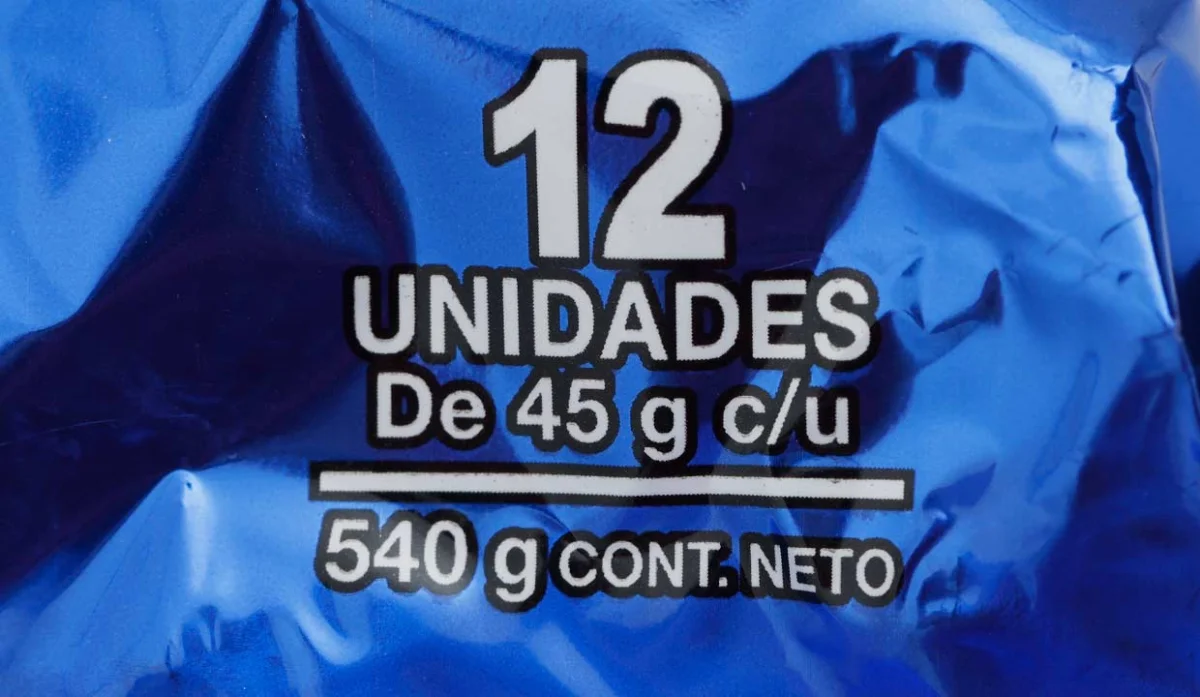 12
UNIDADES
De 45 g c/u
540 g CONT. NETO